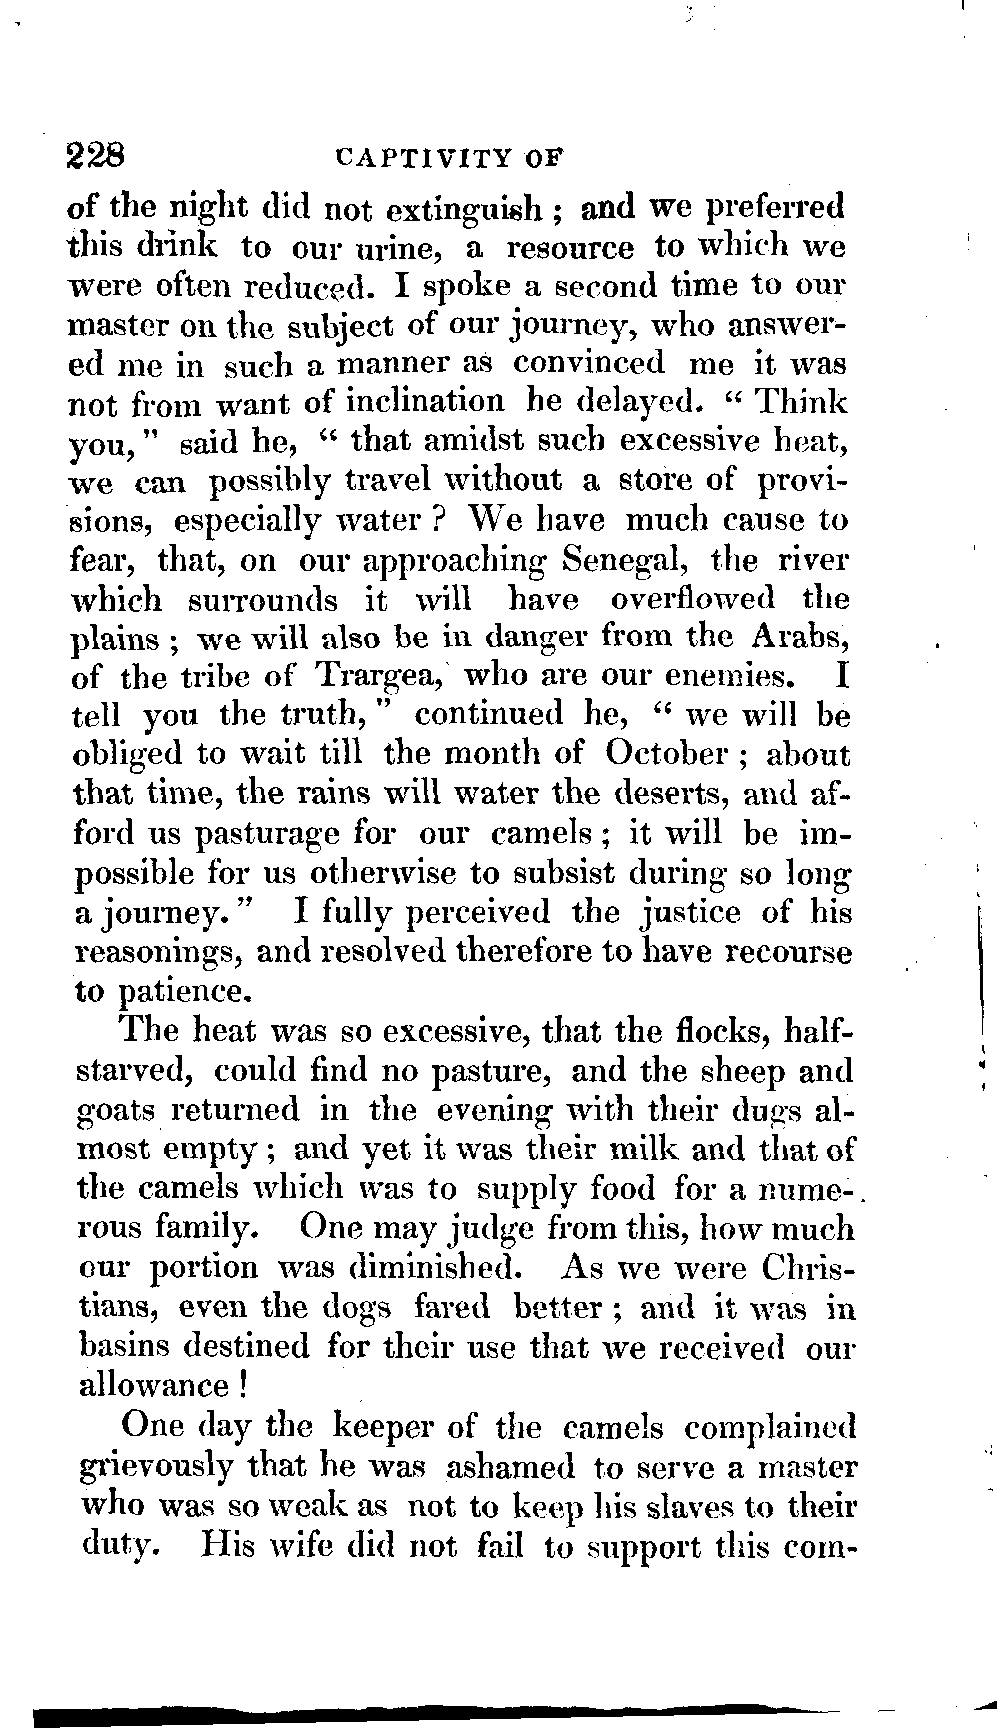 228 CAPTIVITY OF
of the night did not extinguish ; and we preferred
this drink to our urine, a resource to which we
were often reduced. I spoke a second time to our
master on the subject of our journey, who answer-
ed me in such a manner as convinced me it was
not from want of inclination he delayed. “ Think
you,” said he, “ that amidst such excessive heat,
we can possibly travel without a store of provi-
sions, especially water ? We have much cause to
fear, that, on our approaching Senegal, the river
which surrounds it will have overflowed the
plains ; we will also be in danger from the Arabs,
of the tribe of Trargea, who are our enemies. I
tell you the truth,” continued he, “ we will be
obliged to wait till the month of October ; about
that time, the rains will water the deserts, and af-
ford us pasturage for our camels ; it will be im-
possible for us otherwise to subsist during so long
a journey.” I fully perceived the justice of his
reasonings, and resolved therefore to have recourse
to patience.
The heat was so excessive, that the flocks, half-
starved, could find no pasture, and the sheep and
goats returned in the evening with their dugs al-
most empty ; and yet it was their milk and that of
the camels which was to supply food for a nume-
rous family. One may judge from this, how much
our portion was diminished. As we were Chris-
tians, even the dogs fared better ; and it was in
basins destined for their use that we received our
allowance !
One day the keeper of the camels complained
grievously that he was ashamed to serve a master
who was so weak as not to keep his slaves to their
duty. His wife did not fail to support this com-